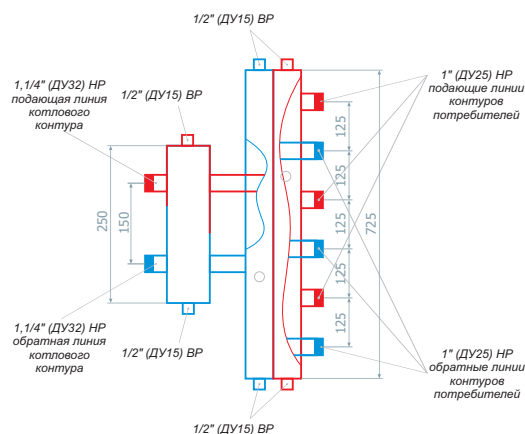 1/2" (ДУ15) ВР
1,1/4" (ДУ32) НР
подающая линия
котлового
контура
1/2" (ДУ15) ВР
1" (ДУ25) НР
подающие линии
контуров
потребителей
125
125
125
125
125
725
250
150
1,1/4" (ДУ32) НР
обратная линия
котлового
контура
1/2" (ДУ15) ВР
1" (ДУ25) НР
обратные линии
контуров
потребителей
1/2" (ДУ15) ВР